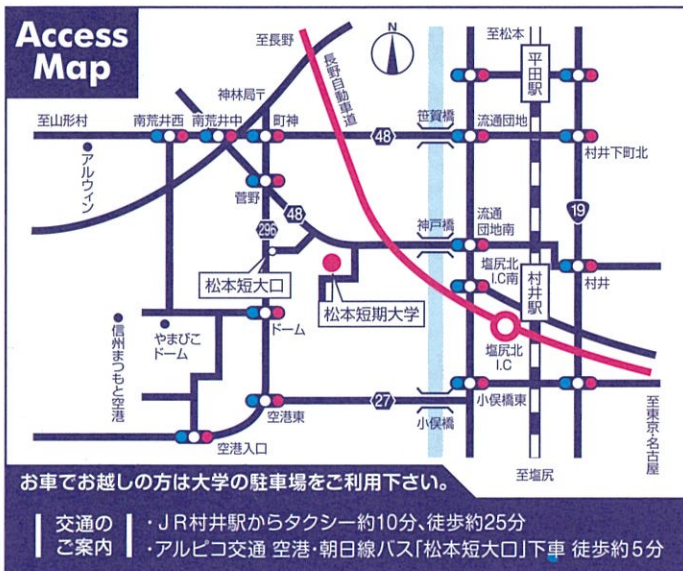 Access
Map
N
至松本
至長野
平田駅
長野自動車道
神林局〒
至山形村
南荒井西
南荒井中
町神
48
笹賀橋
流通団地
村井下町北
アルウィン
菅野
48
19
296
神戸橋
流通
団地南
松本短大口
塩尻北
I.C南
村井駅
村井
松本短期大学
信州まつもと空港
やまびこ
ドーム
ドーム
塩尻北
I.C
27
空港東
小俣橋
小俣橋東
空港入口
至塩尻
至東京・名古屋
お車でお越しの方は大学の駐車場をご利用下さい。
交通の
ご案内
・JR村井駅からタクシー約10分、徒歩約25分
・アルピコ交通 空港・朝日線バス「松本短大口」下車 徒歩約5分